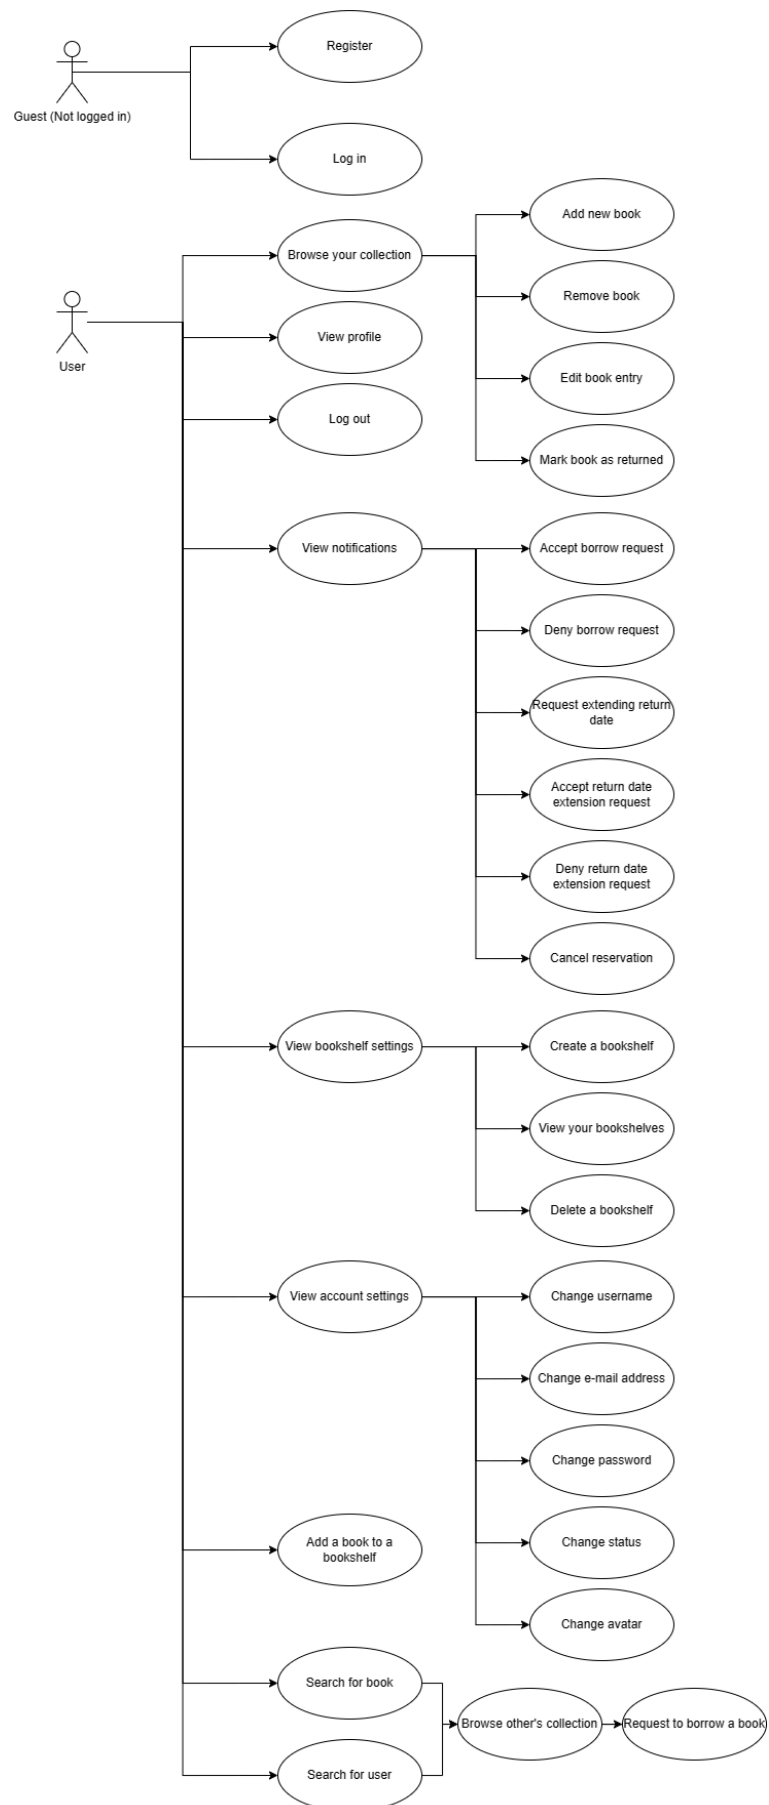 Register
Guest (Not logged in)
Log in
Add new book
Browse your collection
Remove book
View profile
User
Edit book entry
Log out
Mark book as returned
View notifications
Accept borrow request
Deny borrow request
Request extending return
date
Accept return date
extension request
Deny return date
extension request
Cancel reservation
View bookshelf settings
Create a bookshelf
View your bookshelves
Delete a bookshelf
View account settings
Change username
Change e-mail address
Change password
Add a book to a
bookshelf
Change status
Change avatar
Search for book
Browse other's collection
Request to borrow a book
Search for user